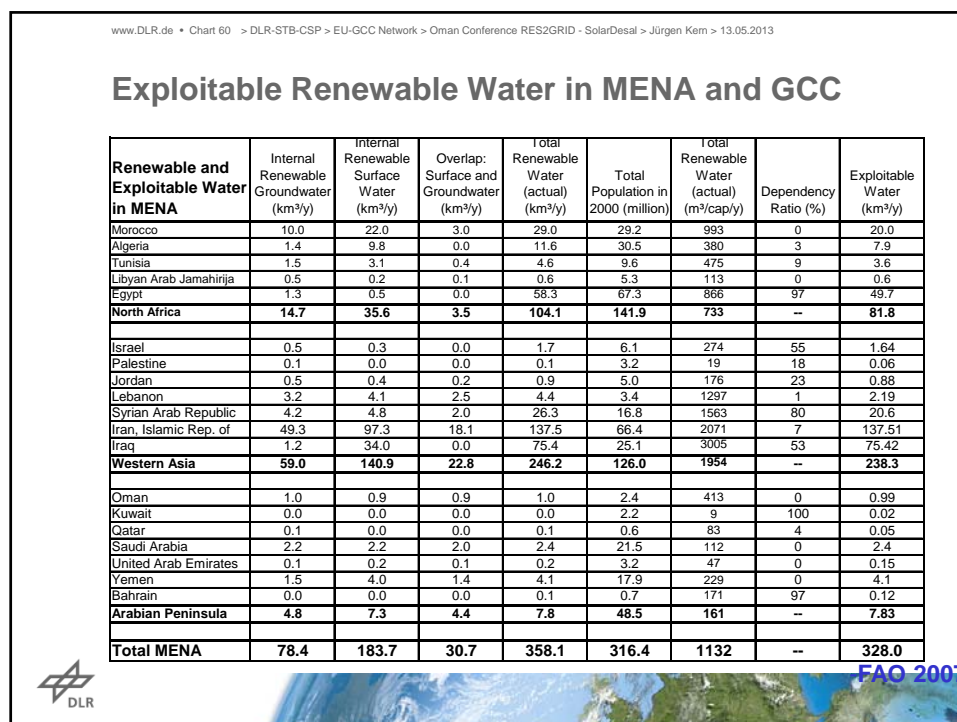 www.DLR.de • Chart 60 > DLR-STB-CSP > EU-GCC Network > Oman Conference RES2GRID - SolarDesal > Jürgen Kern > 13.05.2013
Exploitable Renewable Water in MENA and GCC
Renewable and Exploitable Water in MENA | Internal Renewable Groundwater (km³/y) | Internal Renewable Surface Water (km³/y) | Overlap: Surface and Groundwater (km³/y) | Total Renewable Water (actual) (km³/y) | Total Population in 2000 (million) | Total Renewable Water (actual) (m³/cap/y) | Dependency Ratio (%) | Exploitable Water (km³/y)
Morocco 10.0 22.0 3.0 29.0 29.2 993 0 20.0
Algeria 1.4 9.8 0.0 11.6 30.5 380 3 7.9
Tunisia 1.5 3.1 0.4 4.6 9.6 475 9 3.6
Libyan Arab Jamahirija 0.5 0.2 0.1 0.6 5.3 113 0 0.6
Egypt 1.3 0.5 0.0 58.3 67.3 866 97 49.7
North Africa 14.7 35.6 3.5 104.1 141.9 733 -- 81.8
Israel 0.5 0.3 0.0 1.7 6.1 274 55 1.64
Palestine 0.1 0.0 0.0 0.1 3.2 19 18 0.06
Jordan 0.5 0.4 0.2 0.9 5.0 176 23 0.88
Lebanon 3.2 4.1 2.5 4.4 3.4 1297 1 2.19
Syrian Arab Republic 4.2 4.8 2.0 26.3 16.8 1563 80 20.6
Iran, Islamic Rep. of 49.3 97.3 18.1 137.5 66.4 2071 7 137.51
Iraq 1.2 34.0 0.0 75.4 25.1 3005 53 75.42
Western Asia 59.0 140.9 22.8 246.2 126.0 1954 -- 238.3
Oman 1.0 0.9 0.9 1.0 2.4 413 0 0.99
Kuwait 0.0 0.0 0.0 0.0 2.2 9 100 0.02
Qatar 0.1 0.0 0.0 0.1 0.6 83 4 0.05
Saudi Arabia 2.2 2.2 2.0 2.4 21.5 112 0 2.4
United Arab Emirates 0.1 0.2 0.1 0.2 3.2 47 0 0.15
Yemen 1.5 4.0 1.4 4.1 17.9 229 0 4.1
Bahrain 0.0 0.0 0.0 0.1 0.7 171 97 0.12
Arabian Peninsula 4.8 7.3 4.4 7.8 48.5 161 -- 7.83
Total MENA 78.4 183.7 30.7 358.1 316.4 1132 -- 328.0
FAO 2007
DLR